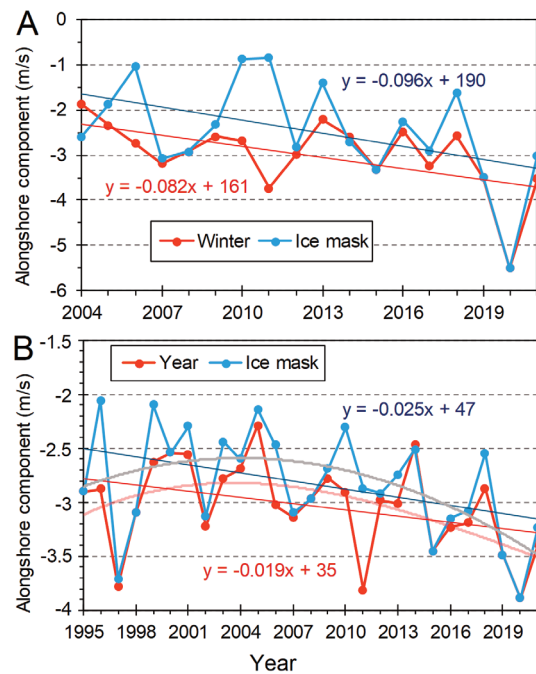 A
Alongshore component (m/s)
0
-1
-2
-3
-4
-5
-6
y = -0.096x + 190
y = -0.082x + 161
Winter Ice mask
2004 2007 2010 2013 2016 2019
B
Alongshore component (m/s)
-1.5
-2
-2.5
-3
-3.5
-4
Year Ice mask
y = -0.025x + 47
y = -0.019x + 35
1995 1998 2001 2004 2007 2010 2013 2016 2019
Year